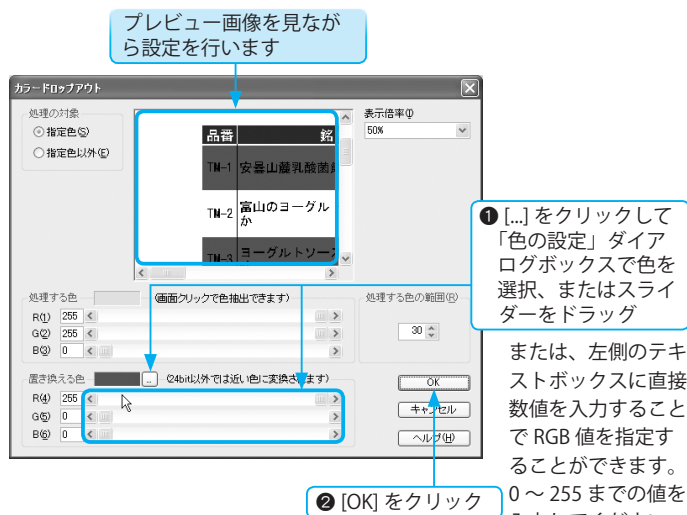 プレビュー画像を見なが
ら設定を行います
カラードロップアウト
処理の対象
指定色(S)
指定色以外(E)
表示倍率(I)
50%
品番 銘
TM-1 安曇山麓乳酸菌
TM-2 富山のヨーグル
か
TM-3 ヨーグルトソー
❶ [...] をクリックして
「色の設定」ダイア
ログボックスで色を
選択、またはスライ
ダーをドラッグ
処理する色 (画面クリックで色抽出できます)
処理する色の範囲(R)
R(1) 255
G(2) 255
B(3) 0
30
置き換える色 ... (24bit以外では近い色に変換されます)
R(4) 255
G(5) 0
B(6) 0
OK
キャンセル
ヘルプ(H)
または、左側のテキ
ストボックスに直接
数値を入力すること
で RGB 値を指定す
ることができます。
0 ~ 255 までの値を
❷ [OK] をクリック